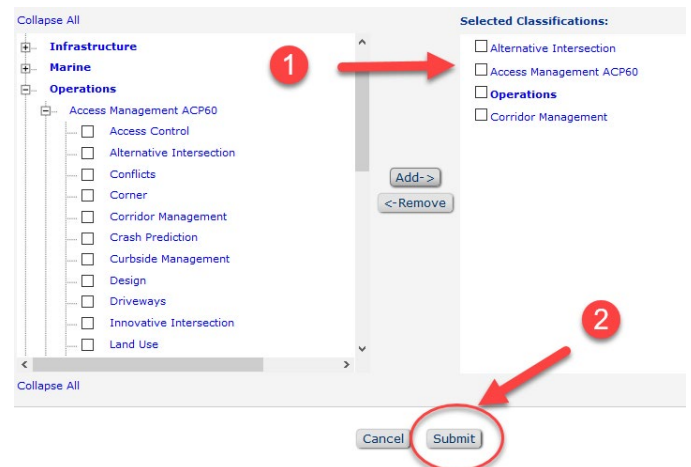 Collapse All
Infrastructure
Marine
Operations
Access Management ACP60
Access Control
Alternative Intersection
Conflicts
Corner
Corridor Management
Crash Prediction
Curbside Management
Design
Driveways
Innovative Intersection
Land Use
Collapse All
1
Add->
<-Remove
Selected Classifications:
Alternative Intersection
Access Management ACP60
Operations
Corridor Management
2
Cancel
Submit